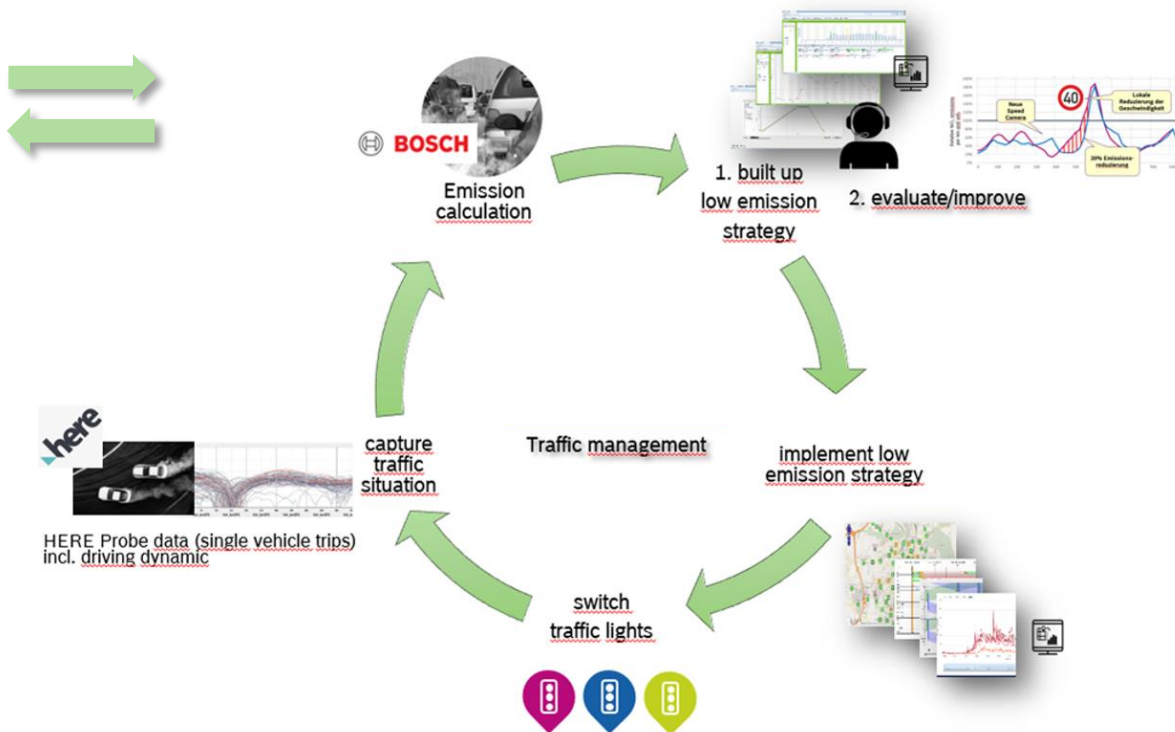 BOSCH
Emission
calculation
1. built up
low emission
strategy
2. evaluate/improve
40
Neue
Speed
Camera
Lokale
Reduzierung der
Geschwindigkeit
20% Emissions-
reduzierung
here
capture
traffic
situation
HERE Probe data (single vehicle trips)
incl. driving dynamic
Traffic management
implement low
emission strategy
switch
traffic lights